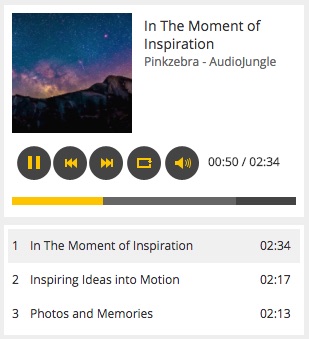 In The Moment of
Inspiration
Pinkzebra - AudioJungle
00:50 / 02:34
1 In The Moment of Inspiration 02:34
2 Inspiring Ideas into Motion 02:17
3 Photos and Memories 02:13